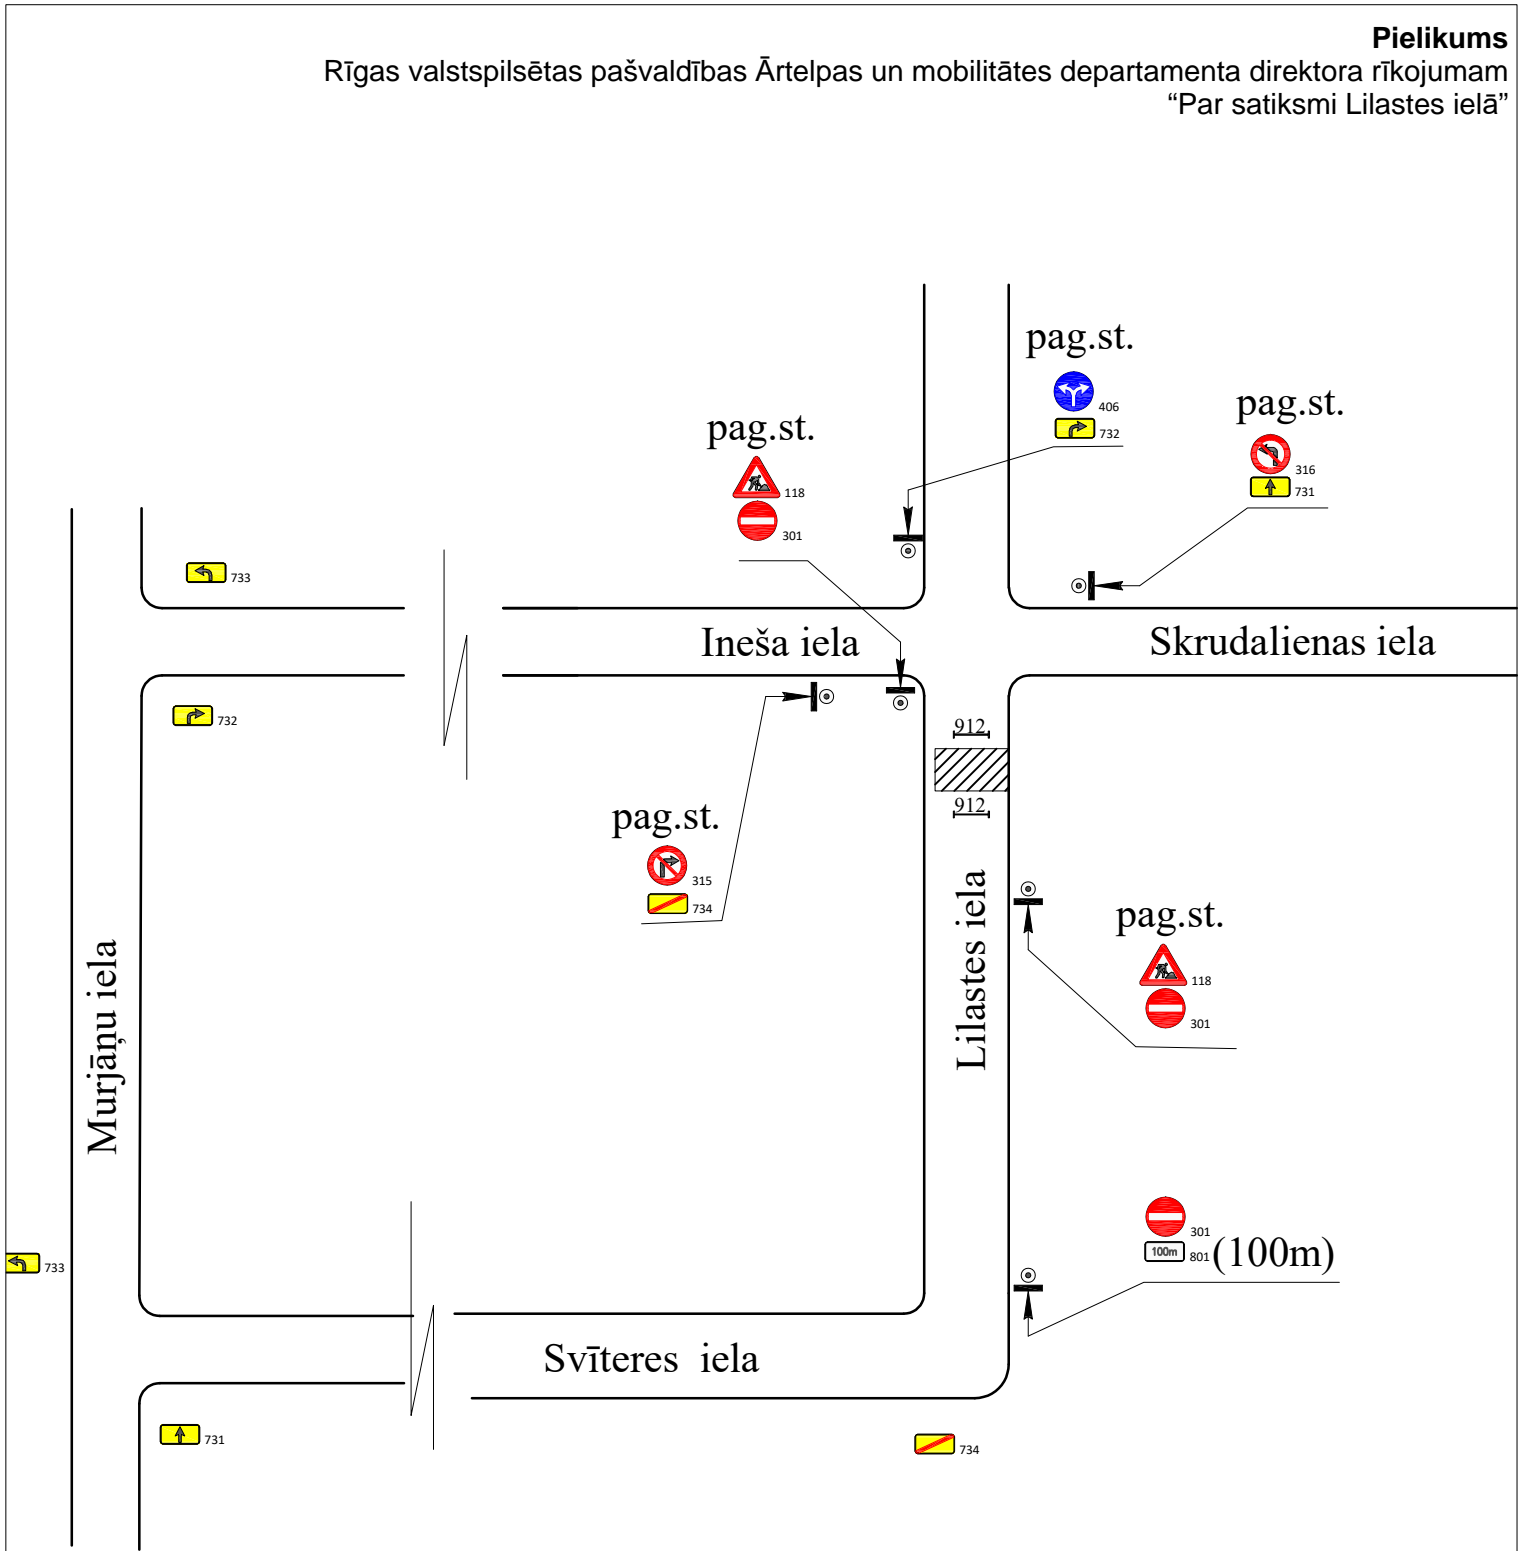 Pielikums
Rīgas valstspilsētas pašvaldības Ārtelpas un mobilitātes departamenta direktora rīkojumam
“Par satiksmi Lilastes ielā”
pag.st.
406
732
pag.st.
316
731
pag.st.
118
301
733
Ineša iela
Skrudalienas iela
732
912
912
pag.st.
315
734
Lilastes iela
pag.st.
118
301
Murjāņu iela
301
100m 801 (100m)
733
Svīteres iela
731
734